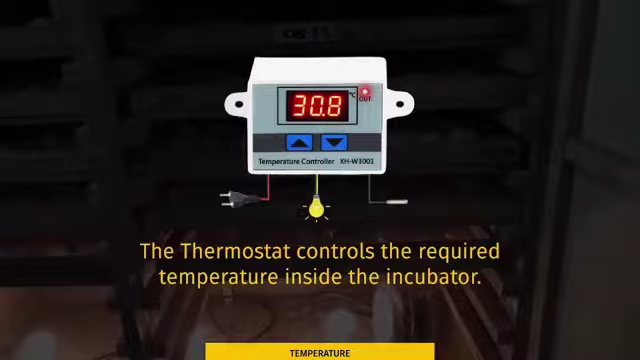 30.8 °C
OUT
Temperature Controller XH-W3001
The Thermostat controls the required
temperature inside the incubator.
TEMPERATURE